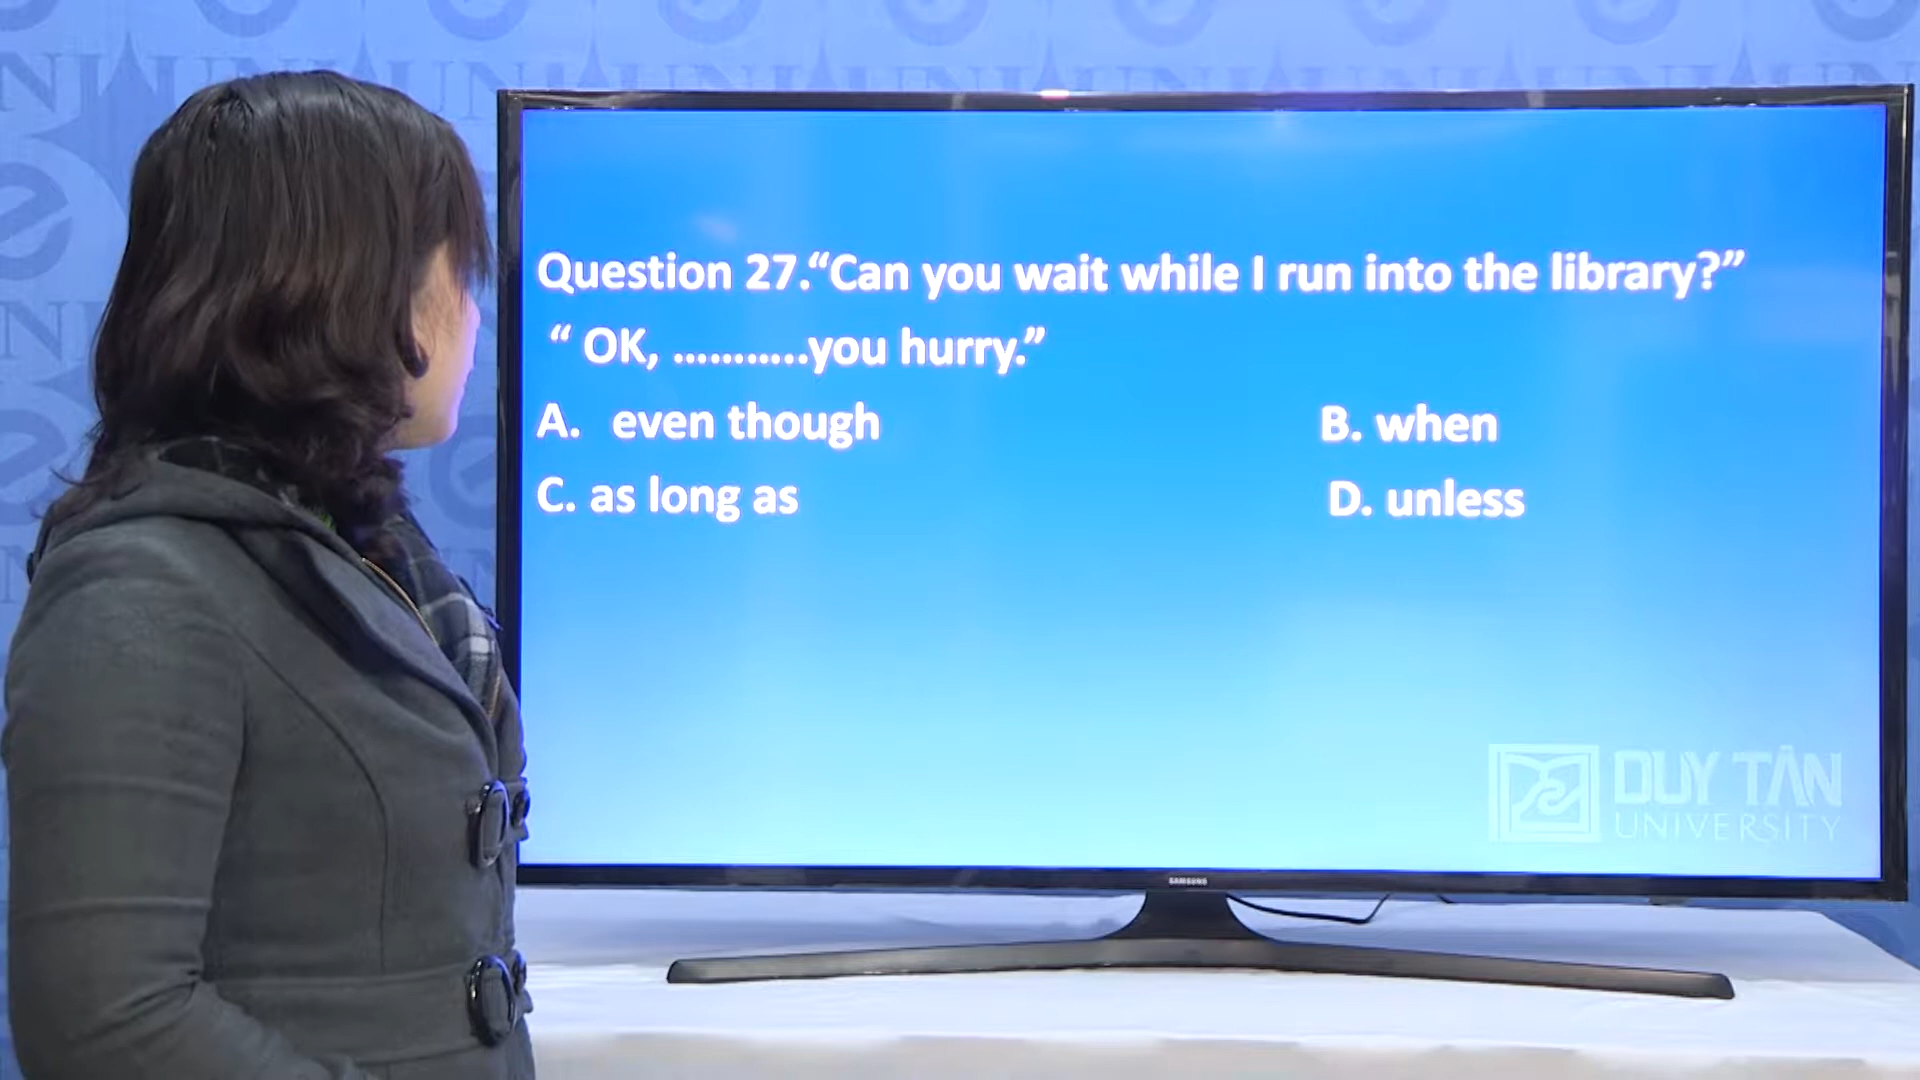 Question 27.“Can you wait while I run into the library?”
“ OK, ...........you hurry.”
A. even though
B. when
C. as long as
D. unless
DUY TÂN
UNIVERSITY
SAMSUNG